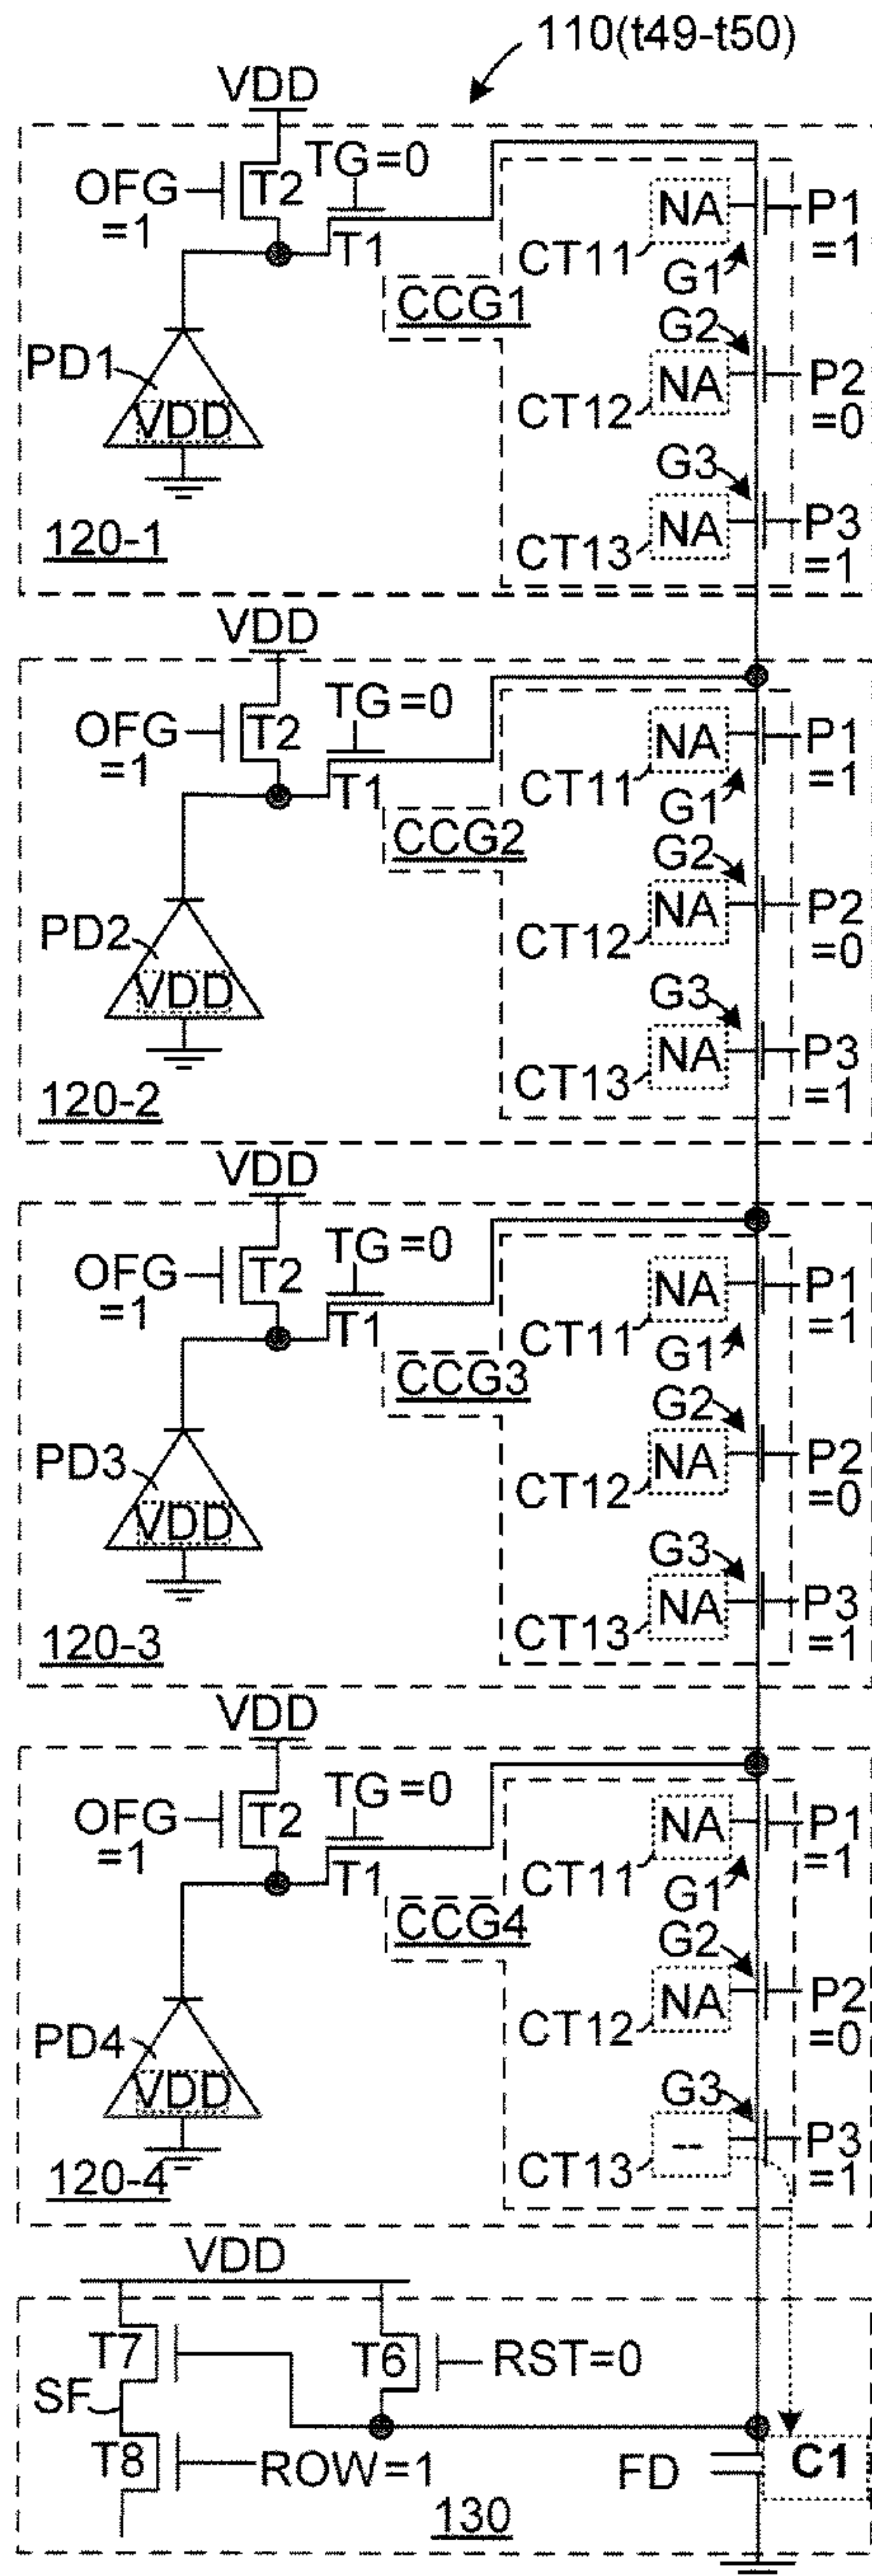 110(t49-t50)
VDD
OFG
=1
T2
TG=0
T1
CCG1
PD1
VDD
120-1
CT11
NA
G1
P1
=1
G2
CT12
NA
P2
=0
G3
CT13
NA
P3
=1
VDD
OFG
=1
T2
TG=0
T1
CCG2
PD2
VDD
120-2
CT11
NA
G1
P1
=1
G2
CT12
NA
P2
=0
G3
CT13
NA
P3
=1
VDD
OFG
=1
T2
TG=0
T1
CCG3
PD3
VDD
120-3
CT11
NA
G1
P1
=1
G2
CT12
NA
P2
=0
G3
CT13
NA
P3
=1
VDD
OFG
=1
T2
TG=0
T1
CCG4
PD4
VDD
120-4
CT11
NA
G1
P1
=1
G2
CT12
NA
P2
=0
G3
CT13
--
P3
=1
VDD
T7
T6
RST=0
SF
T8
ROW=1
FD
C1
130